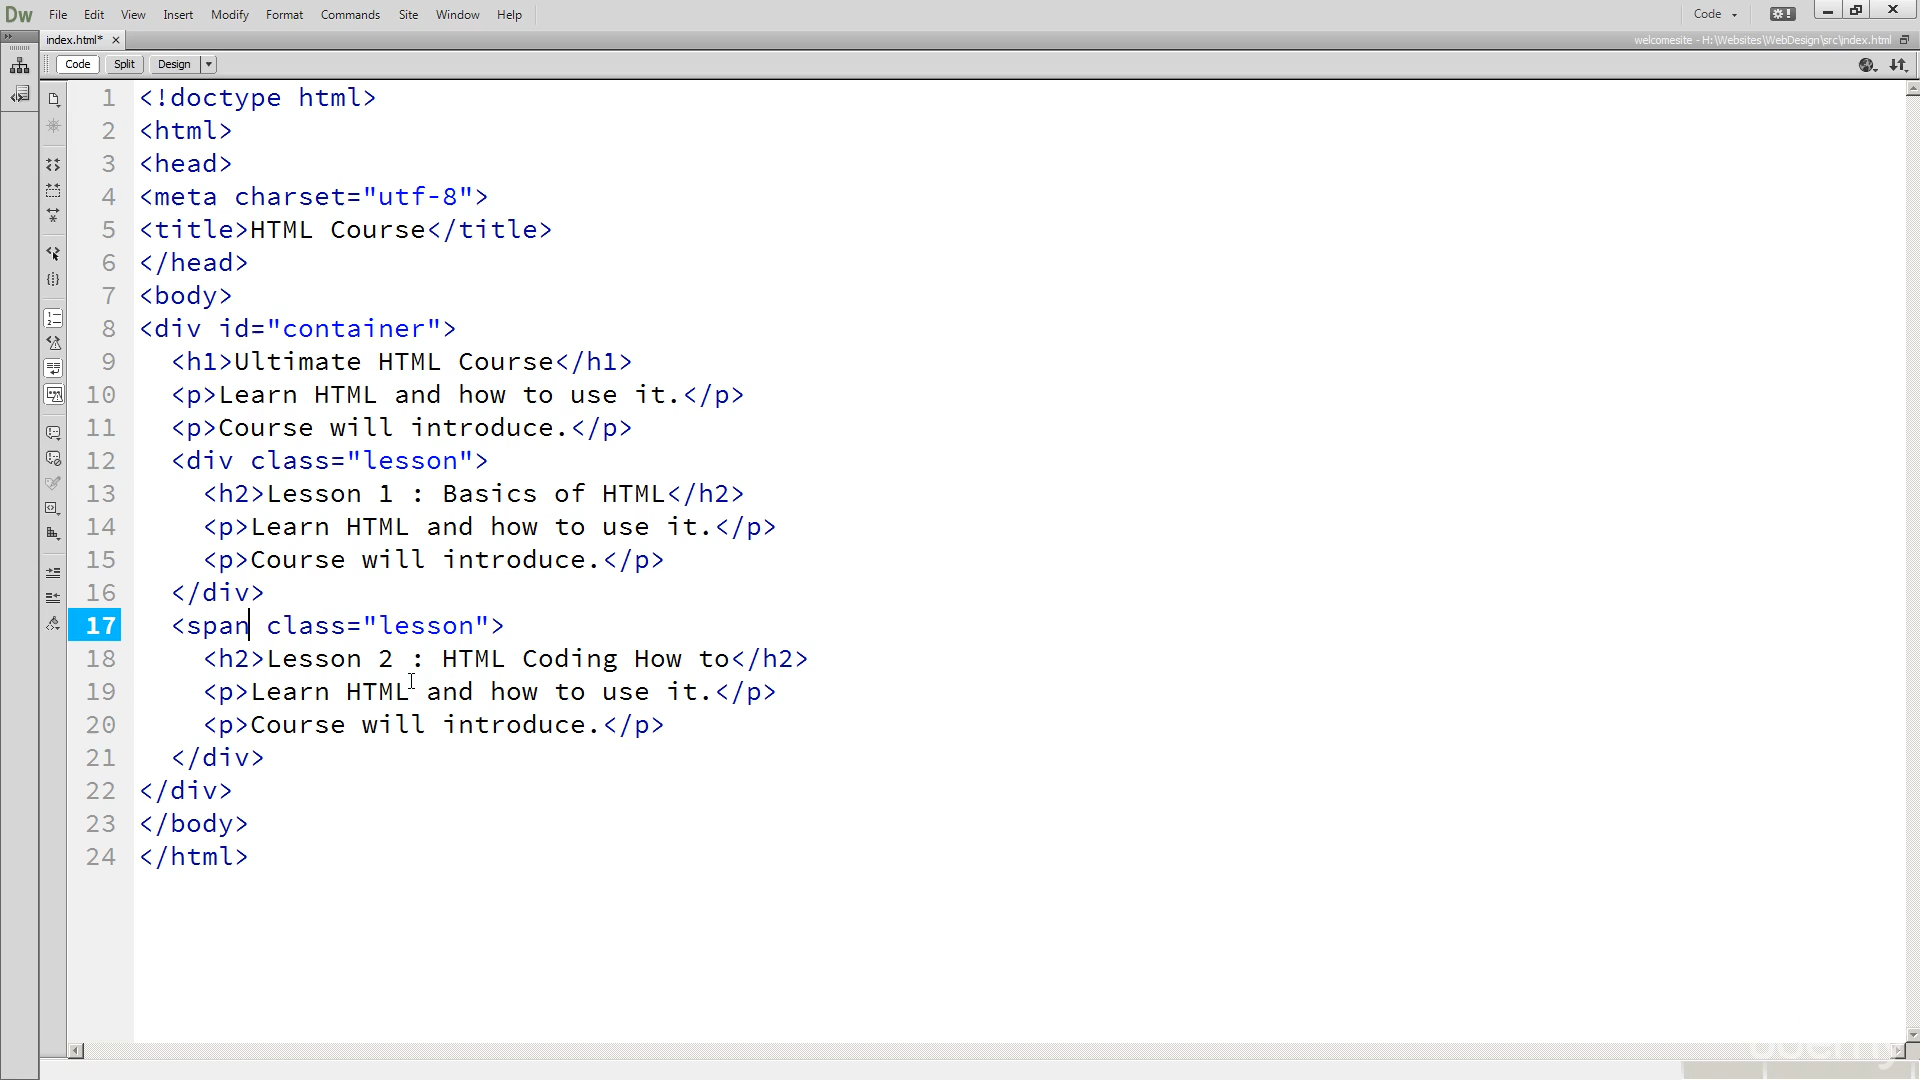 Dw File Edit View Insert Modify Format Commands Site Window Help Code
index.html* welcomesite - H:\Websites\WebDesign\src\index.html
Code Split Design
1 <!doctype html>
2 <html>
3 <head>
4 <meta charset="utf-8">
5 <title>HTML Course</title>
6 </head>
7 <body>
8 <div id="container">
9 <h1>Ultimate HTML Course</h1>
10 <p>Learn HTML and how to use it.</p>
11 <p>Course will introduce.</p>
12 <div class="lesson">
13 <h2>Lesson 1 : Basics of HTML</h2>
14 <p>Learn HTML and how to use it.</p>
15 <p>Course will introduce.</p>
16 </div>
17 <span class="lesson">
18 <h2>Lesson 2 : HTML Coding How to</h2>
19 <p>Learn HTML and how to use it.</p>
20 <p>Course will introduce.</p>
21 </div>
22 </div>
23 </body>
24 </html>